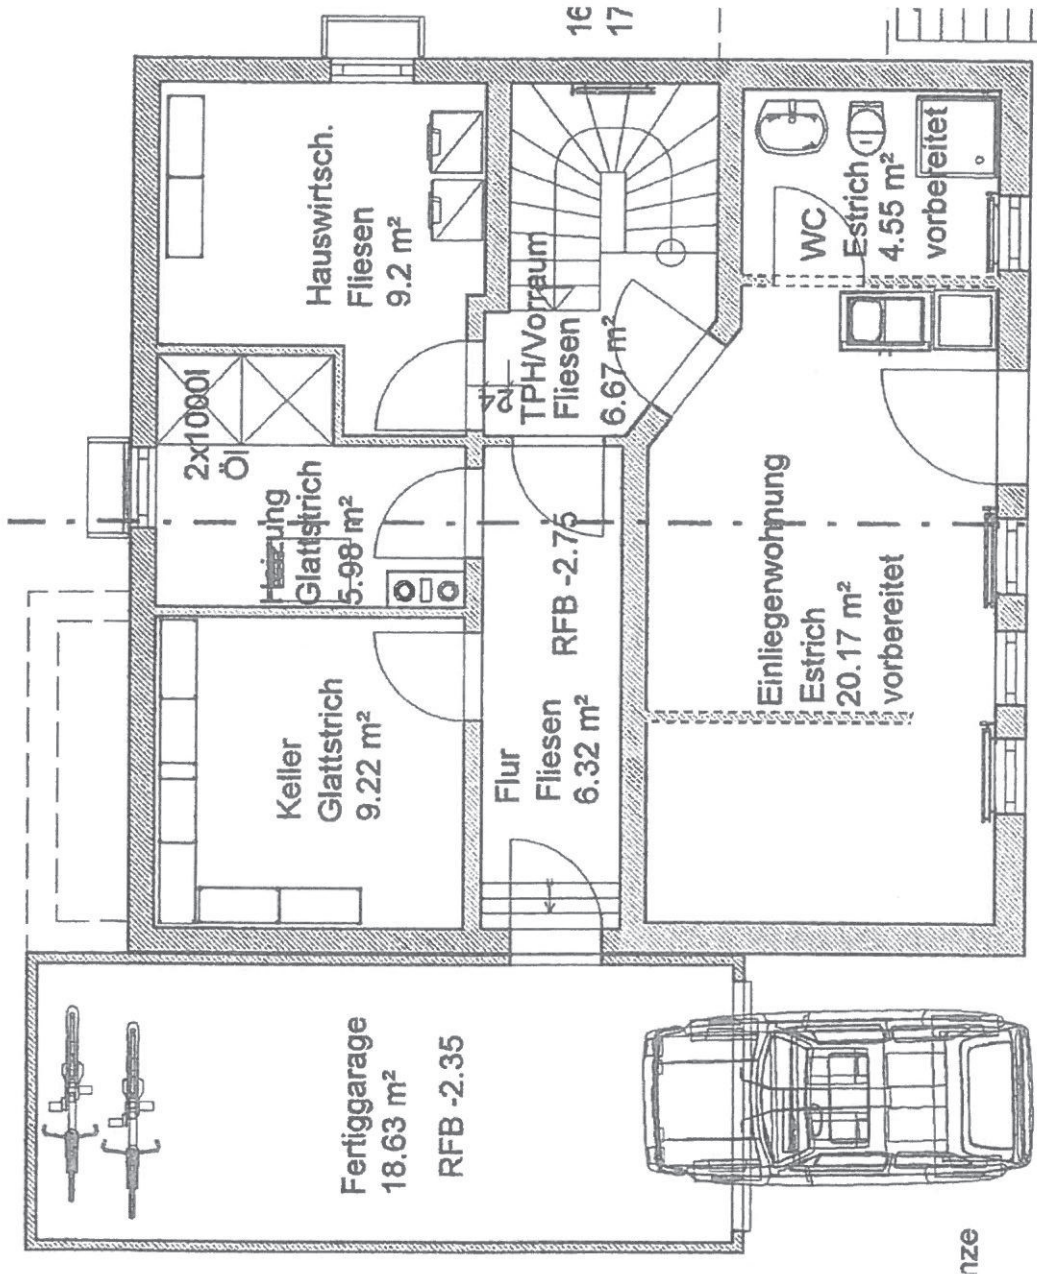 16
17
Hauswirtsch.
Fliesen
9.2 m²
WC
Estrich
4.55 m²
vorbereitet
2x1000l
Öl
TPH/Vorraum
Fliesen
6.67 m²
24
Heizung
Glattstrich
5.98 m²
Keller
Glattstrich
9.22 m²
Flur
Fliesen
6.32 m²
RFB -2.75
Einliegerwohnung
Estrich
20.17 m²
vorbereitet
Fertiggarage
18.63 m²
RFB -2.35
nze